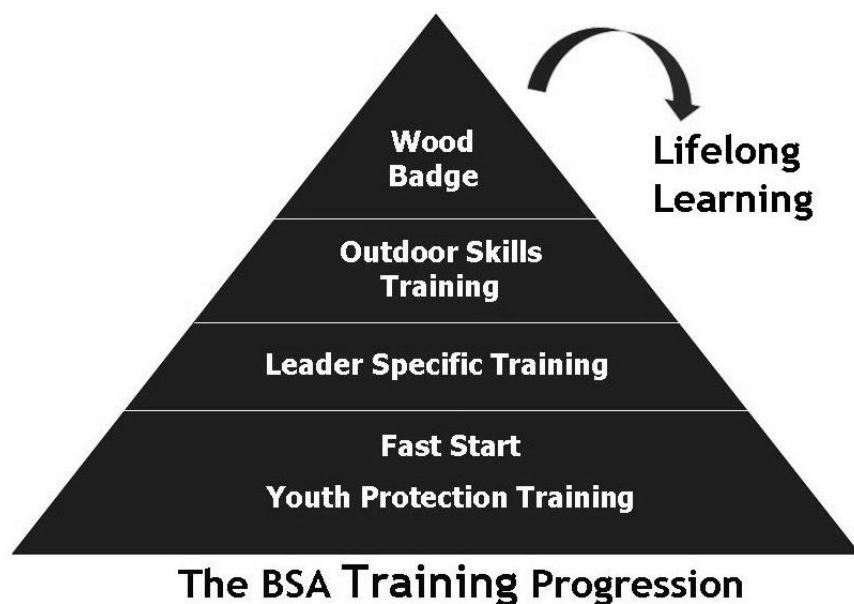 Wood
Badge
Lifelong
Learning
Outdoor Skills
Training
Leader Specific Training
Fast Start
Youth Protection Training
The BSA Training Progression